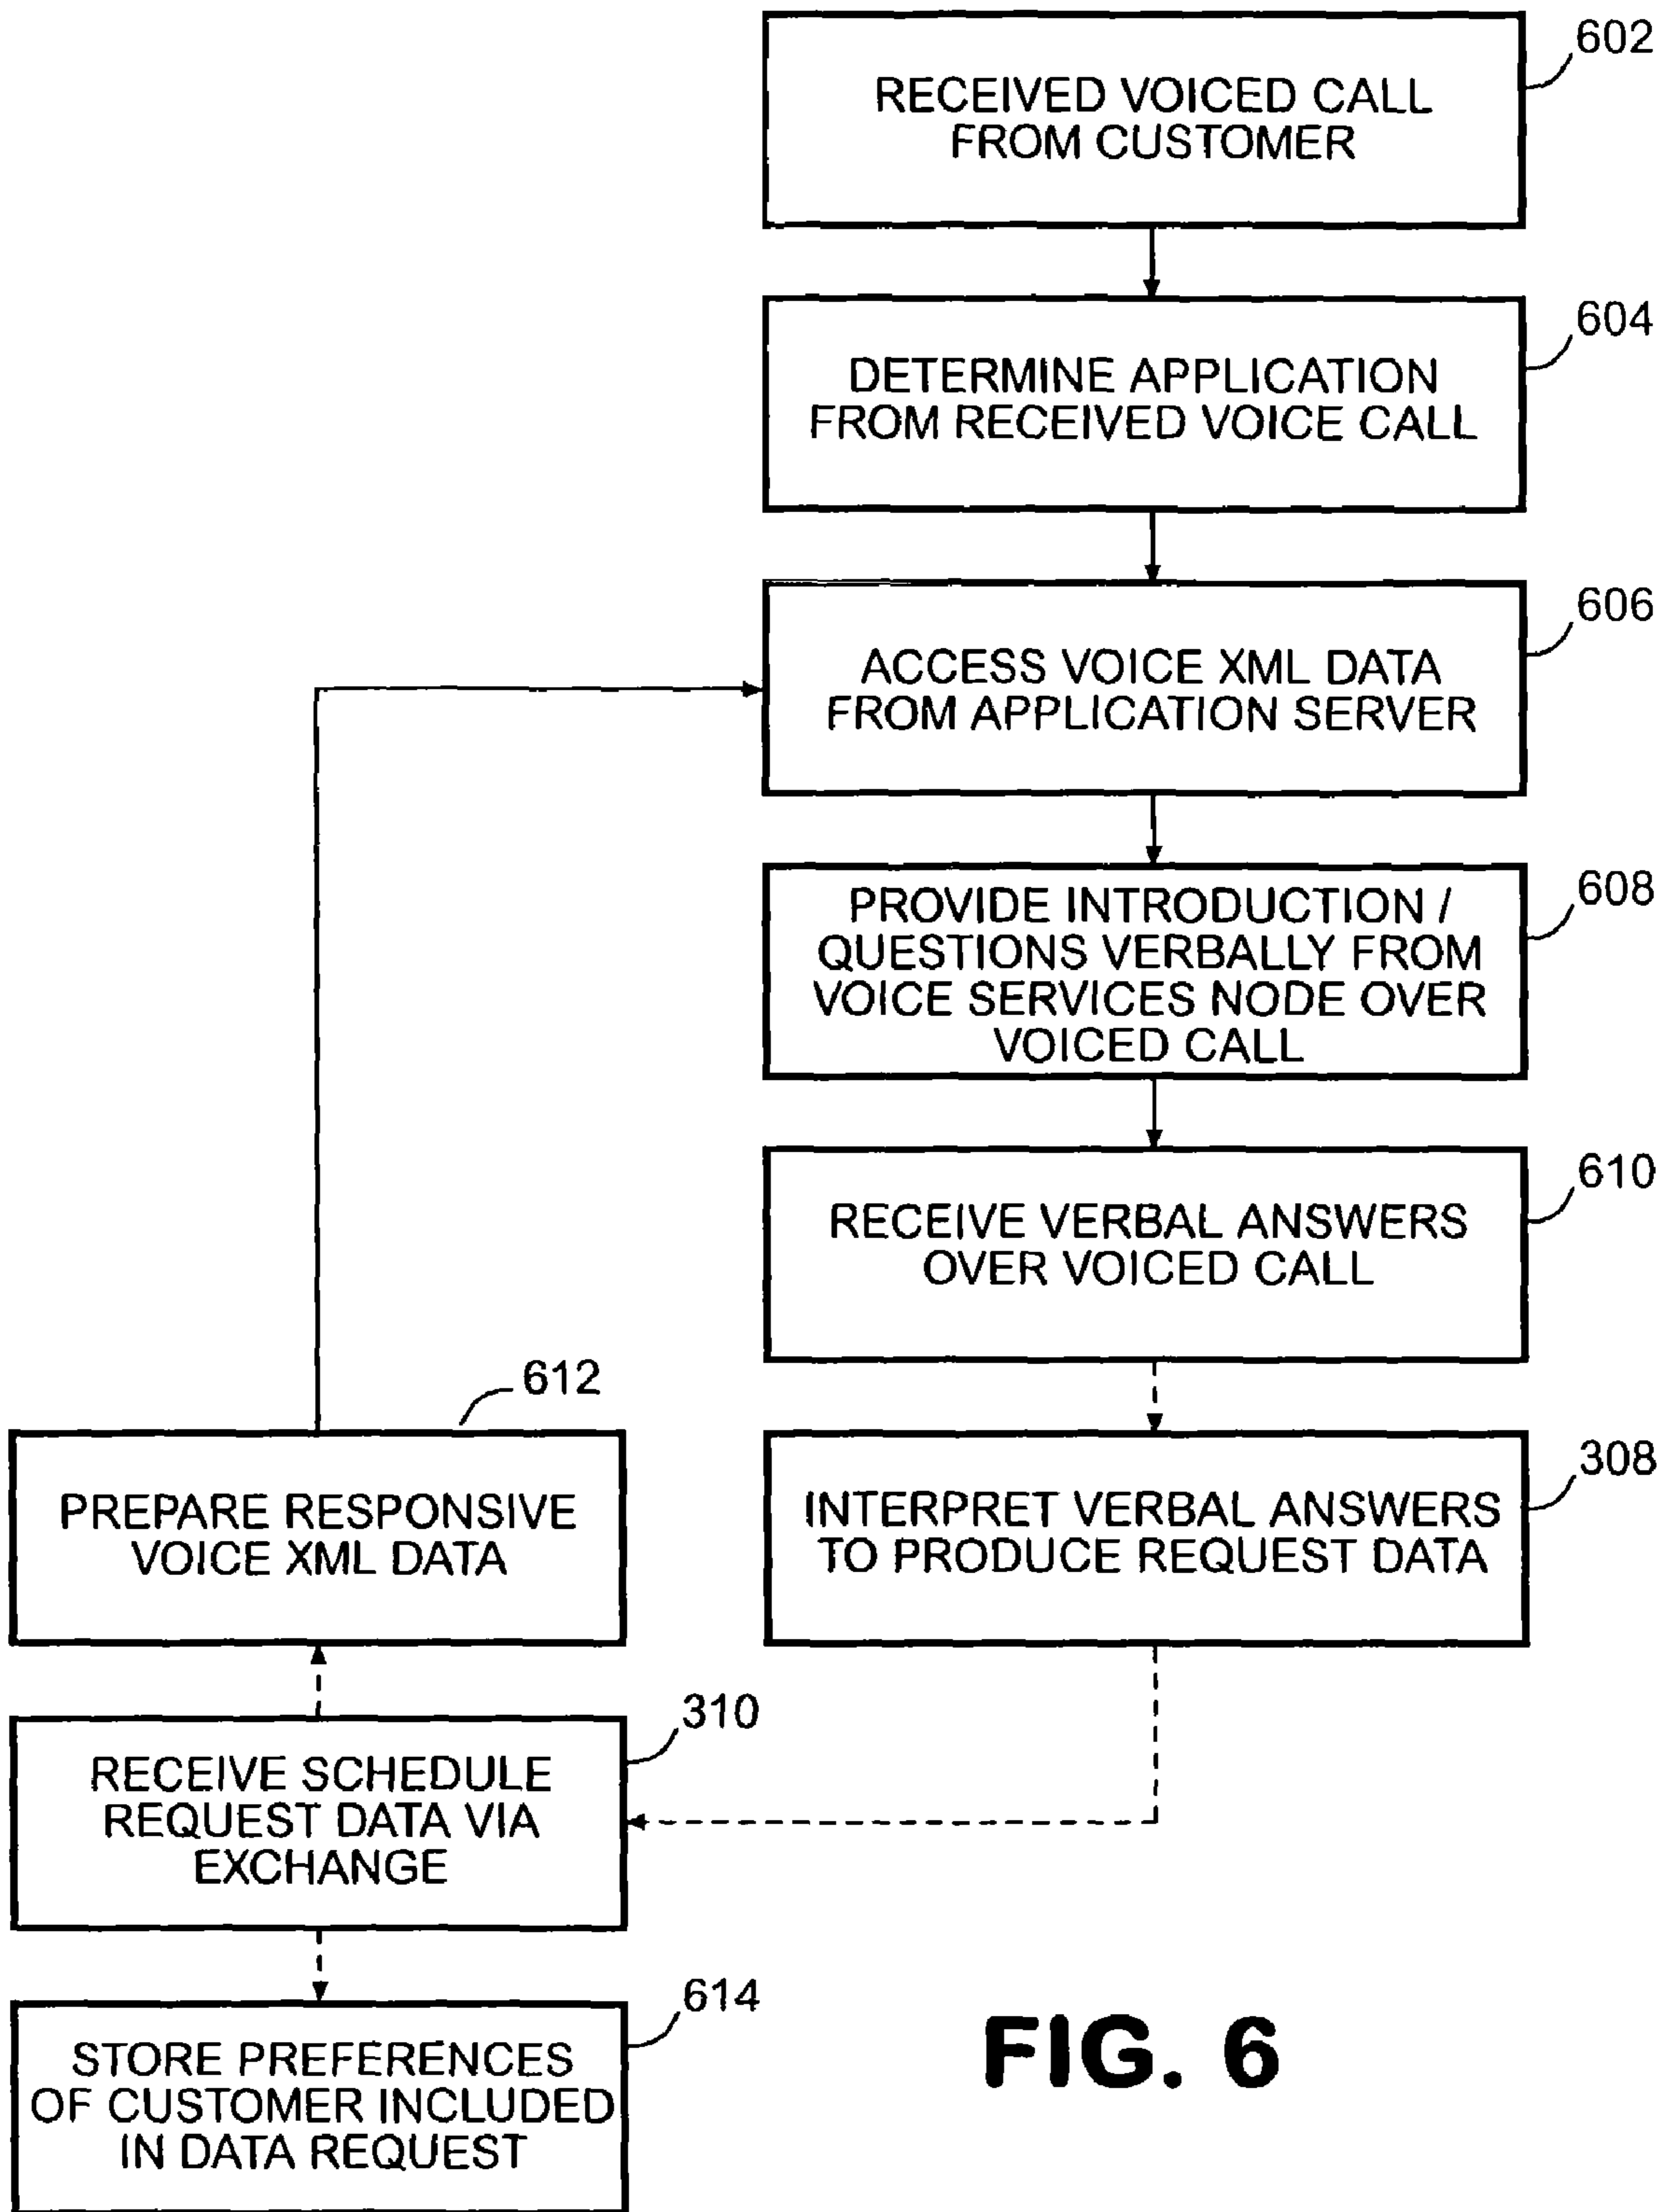 602
RECEIVED VOICED CALL
FROM CUSTOMER
604
DETERMINE APPLICATION
FROM RECEIVED VOICE CALL
606
ACCESS VOICE XML DATA
FROM APPLICATION SERVER
608
PROVIDE INTRODUCTION /
QUESTIONS VERBALLY FROM
VOICE SERVICES NODE OVER
VOICED CALL
610
RECEIVE VERBAL ANSWERS
OVER VOICED CALL
308
INTERPRET VERBAL ANSWERS
TO PRODUCE REQUEST DATA
612
PREPARE RESPONSIVE
VOICE XML DATA
310
RECEIVE SCHEDULE
REQUEST DATA VIA
EXCHANGE
614
STORE PREFERENCES
OF CUSTOMER INCLUDED
IN DATA REQUEST
FIG. 6